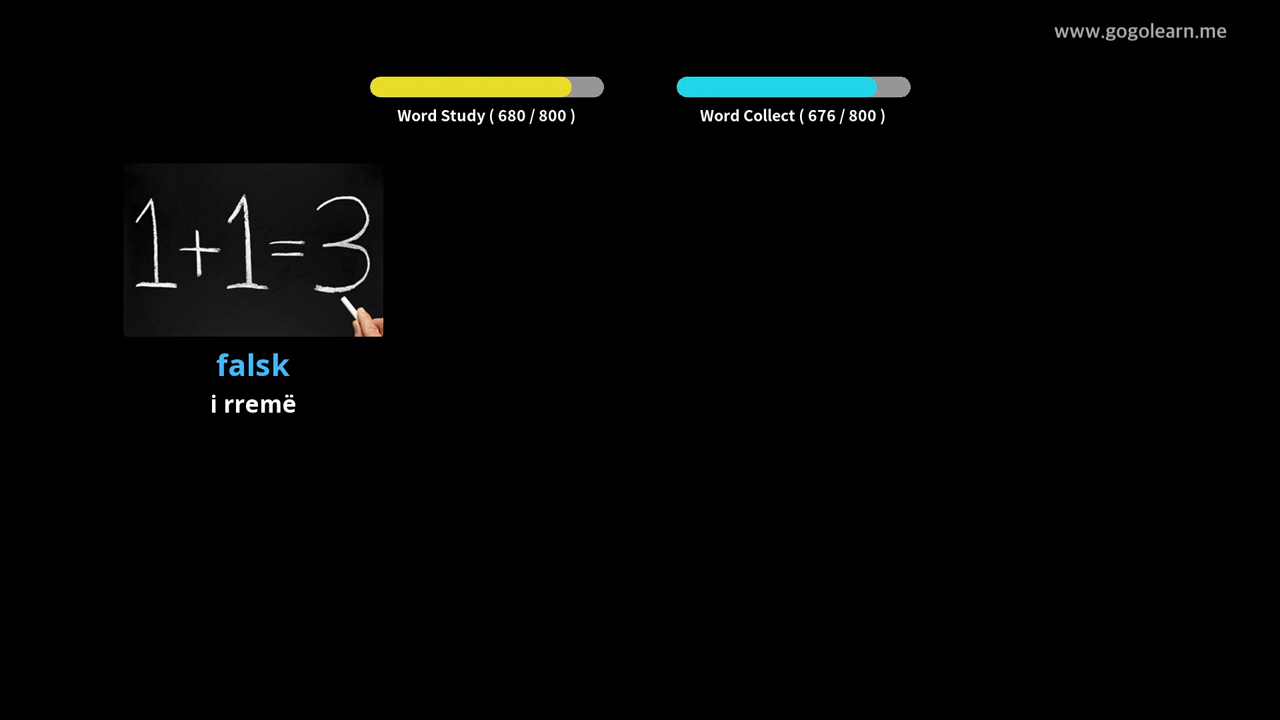 www.gogolearn.me
Word Study ( 680 / 800 )
Word Collect ( 676 / 800 )
1+1=3
falsk
i rremë